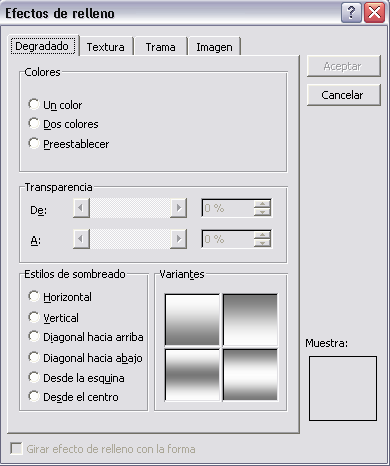 Efectos de relleno
Degradado Textura Trama Imagen
Colores
Un color
Dos colores
Preestablecer
Aceptar
Cancelar
Transparencia
De: 0 %
A: 0 %
Estilos de sombreado
Horizontal
Vertical
Diagonal hacia arriba
Diagonal hacia abajo
Desde la esquina
Desde el centro
Variantes
Muestra:
Girar efecto de relleno con la forma